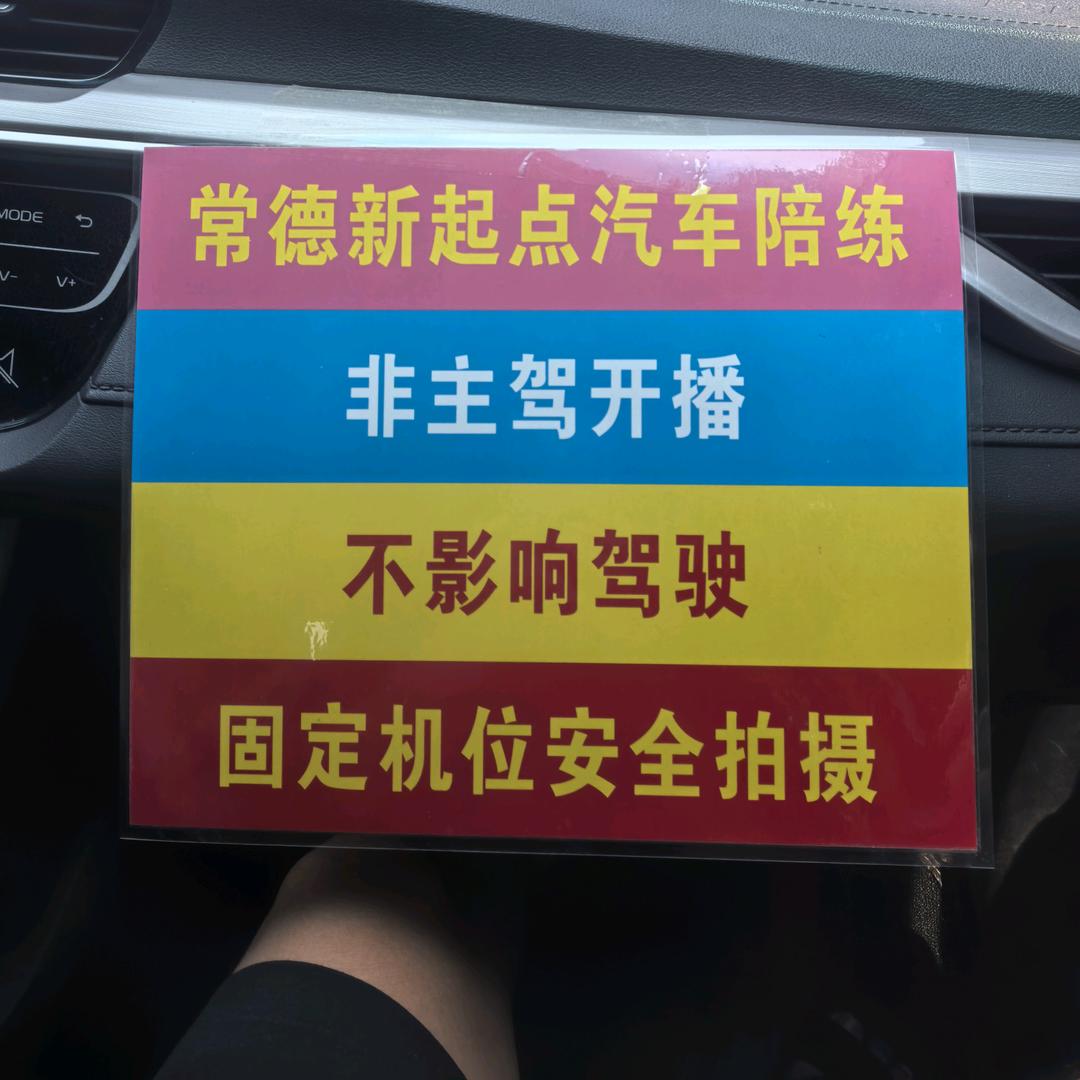 常德新起点汽车陪练
非主驾开播
不影响驾驶
固定机位安全拍摄
MODE
V-
V+